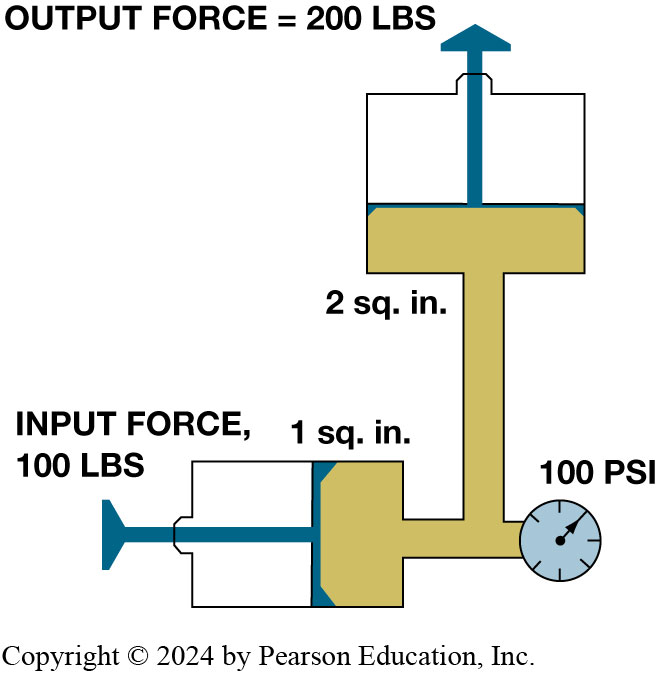 OUTPUT FORCE = 200 LBS
2 sq. in.
INPUT FORCE,
100 LBS
1 sq. in.
100 PSI
Copyright © 2024 by Pearson Education, Inc.